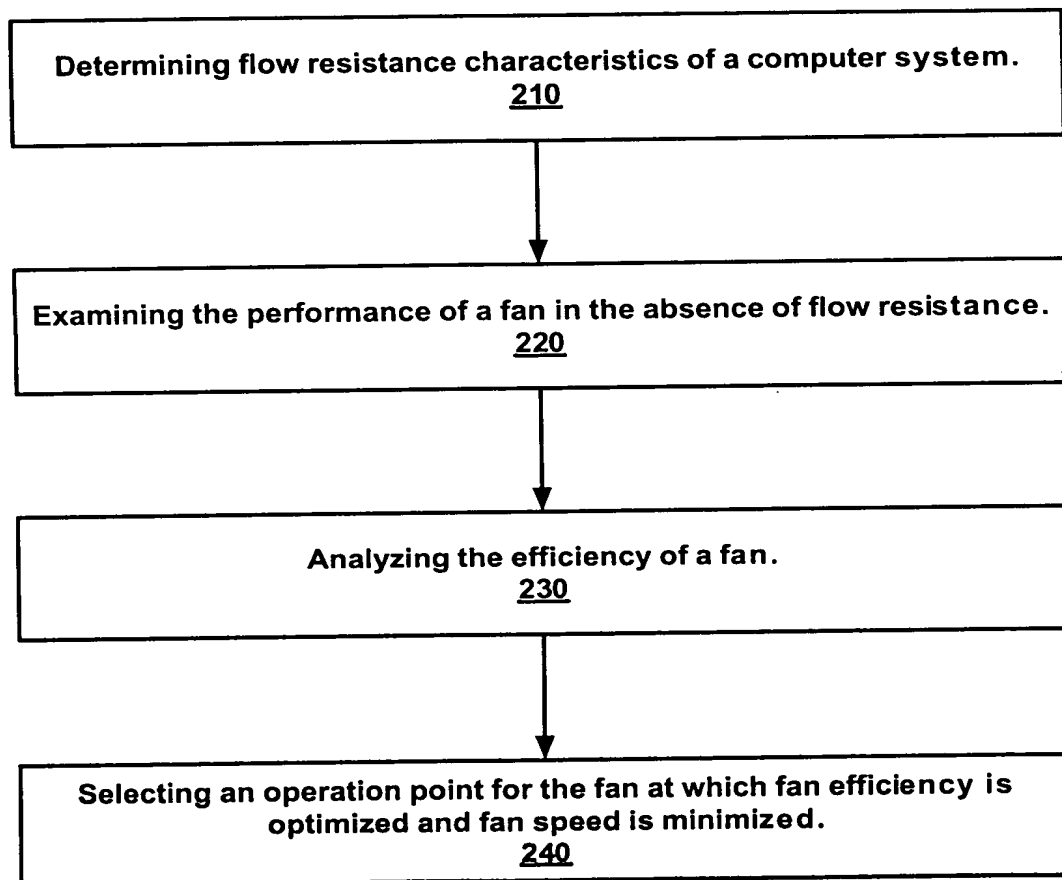 Determining flow resistance characteristics of a computer system.
210
Examining the performance of a fan in the absence of flow resistance.
220
Analyzing the efficiency of a fan.
230
Selecting an operation point for the fan at which fan efficiency is
optimized and fan speed is minimized.
240